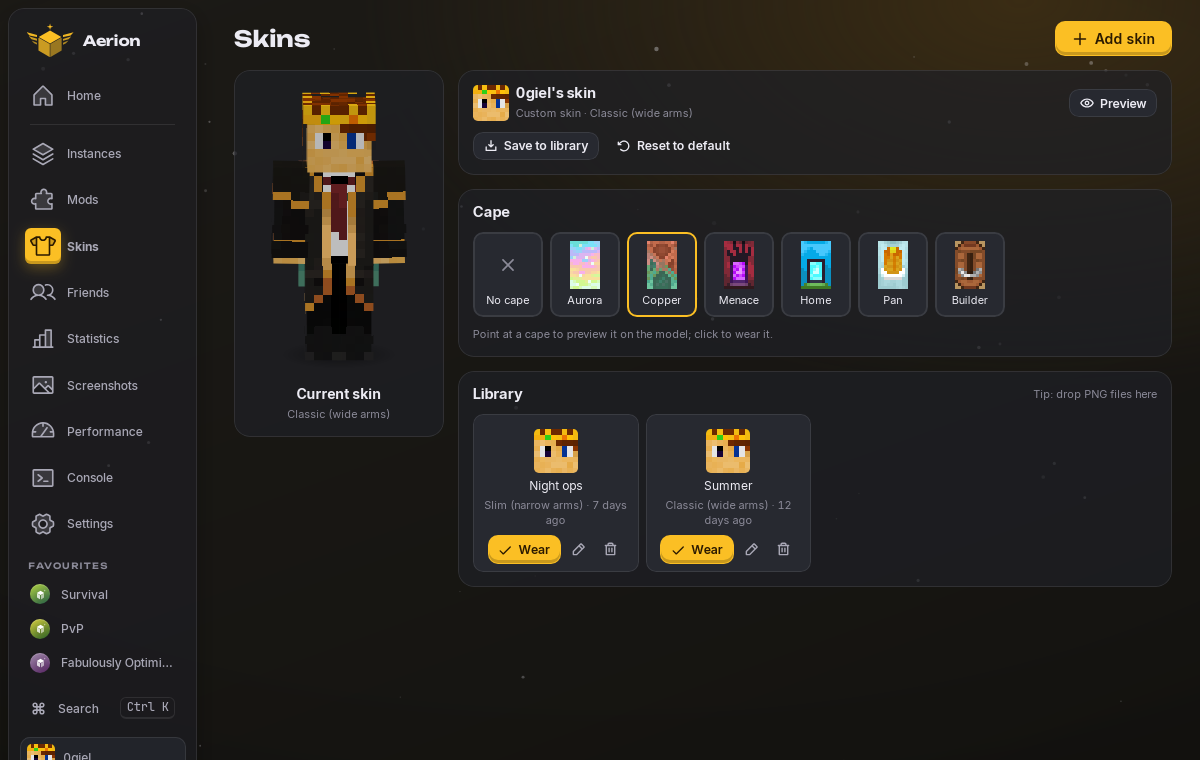 Aerion
Home
Instances
Mods
Skins
Friends
Statistics
Screenshots
Performance
Console
Settings
FAVOURITES
Survival
PvP
Fabulously Optimi...
Search
Ctrl K
0giel
Skins
Add skin
Current skin
Classic (wide arms)
0giel's skin
Custom skin · Classic (wide arms)
Preview
Save to library
Reset to default
Cape
No cape
Aurora
Copper
Menace
Home
Pan
Builder
Point at a cape to preview it on the model; click to wear it.
Library
Tip: drop PNG files here
Night ops
Slim (narrow arms) · 7 days
ago
Wear
Summer
Classic (wide arms) · 12
days ago
Wear